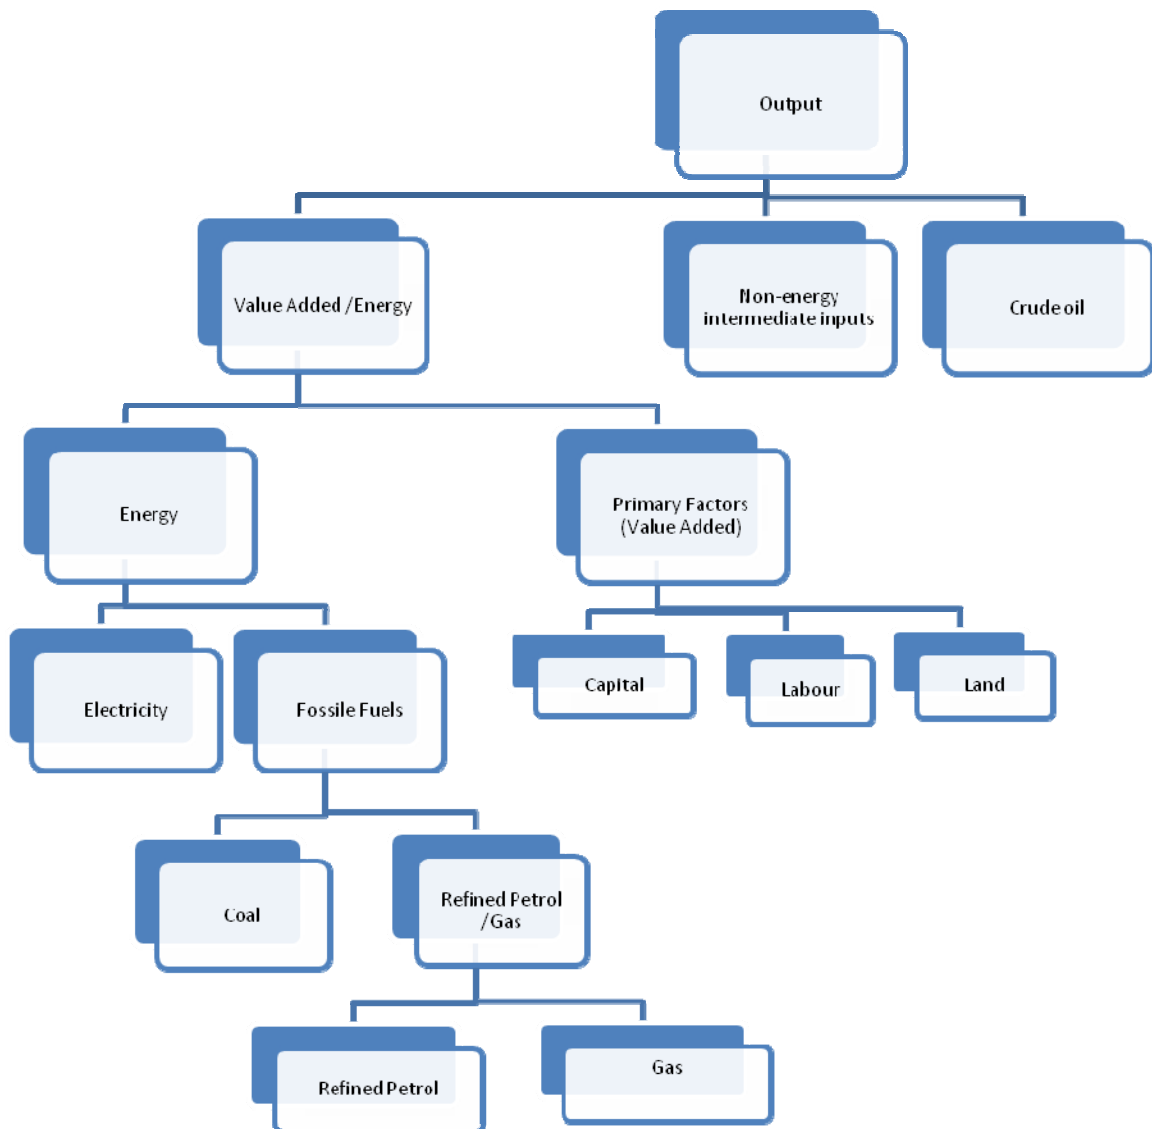 Output
Value Added /Energy
Non-energy
intermediate inputs
Crude oil
Energy
Primary Factors
(Value Added)
Electricity
Fossile Fuels
Capital
Labour
Land
Coal
Refined Petrol
/Gas
Refined Petrol
Gas